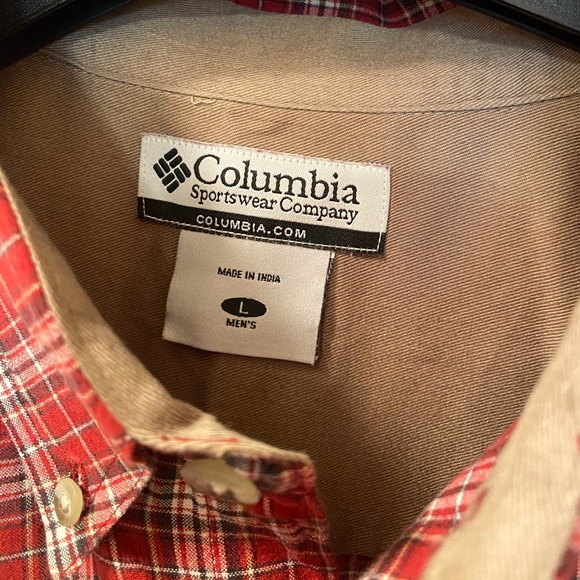 Columbia
Sportswear Company
COLUMBIA.COM
MADE IN INDIA
L
MEN'S